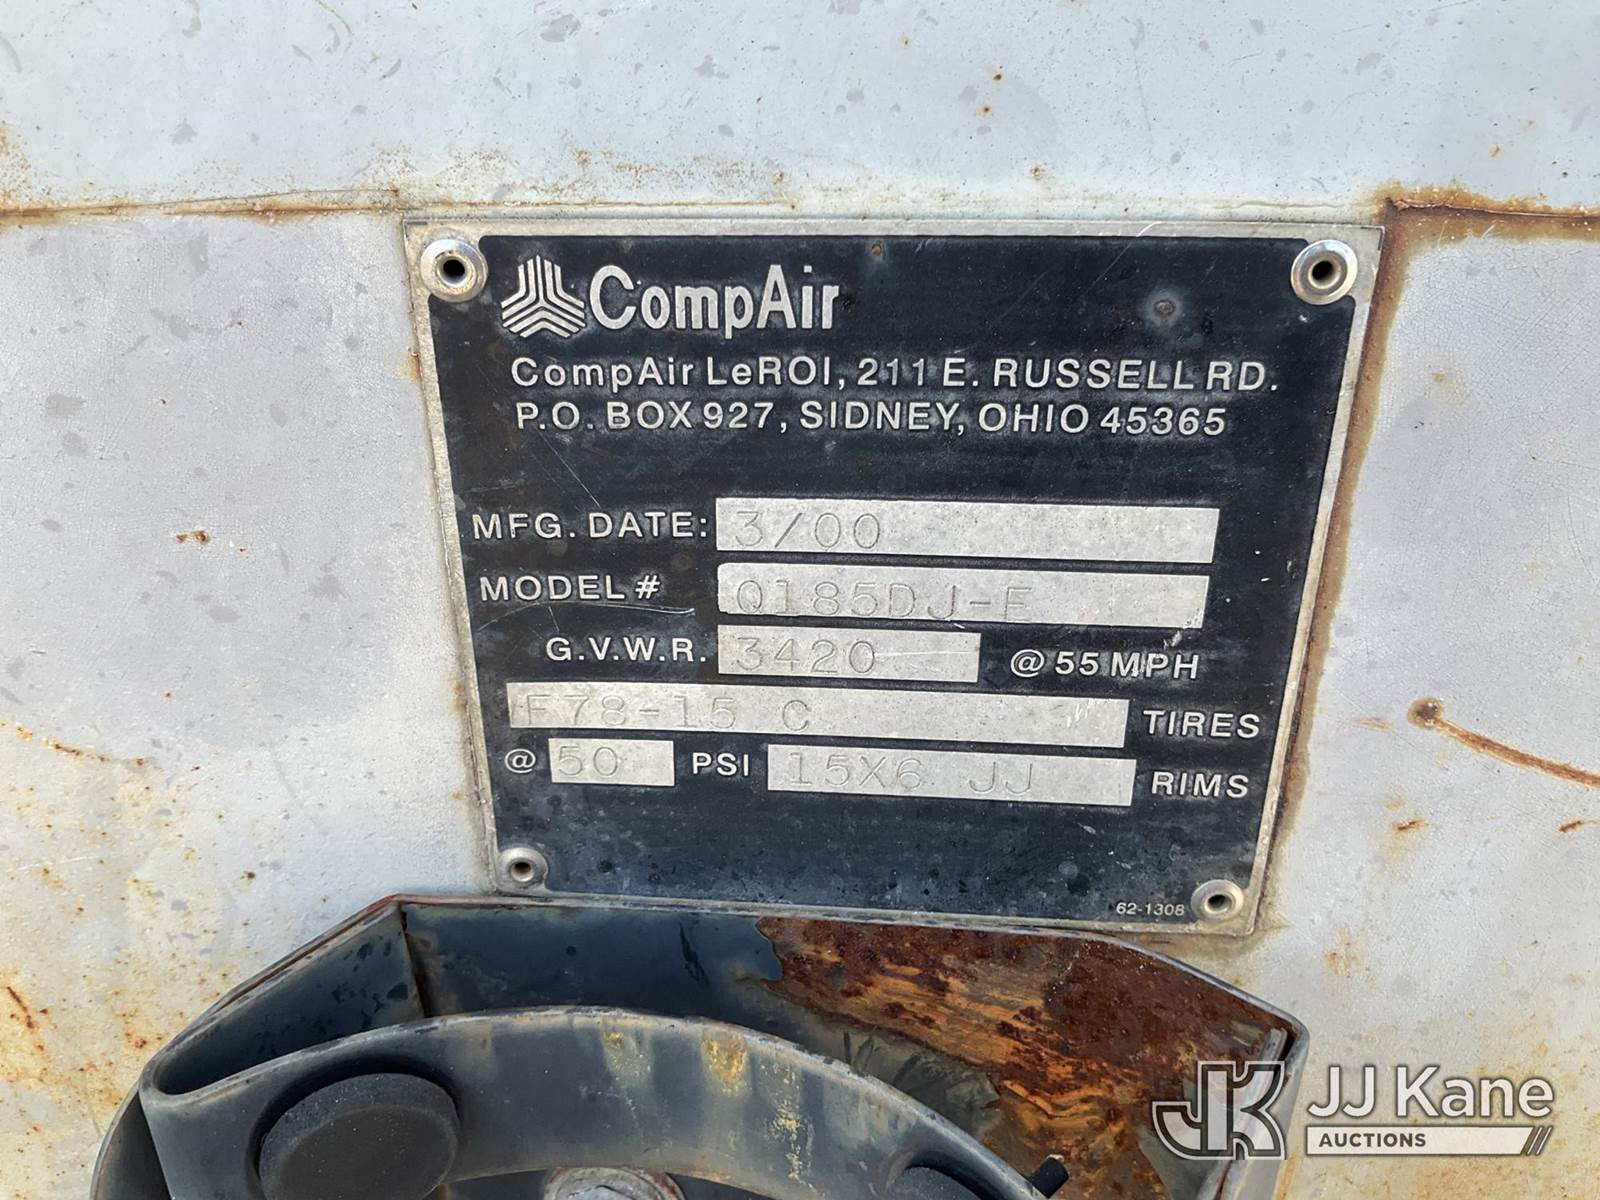 CompAir
CompAir LeROI, 211 E. RUSSELL RD.
P.O. BOX 927, SIDNEY, OHIO 45365
MFG. DATE: 3/00
MODEL # Q185DJ-E
G.V.W.R. 3420 @ 55 MPH
F78-15 C TIRES
@ 50 PSI 15X6 JJ RIMS
62-1308
JK JJ Kane
AUCTIONS